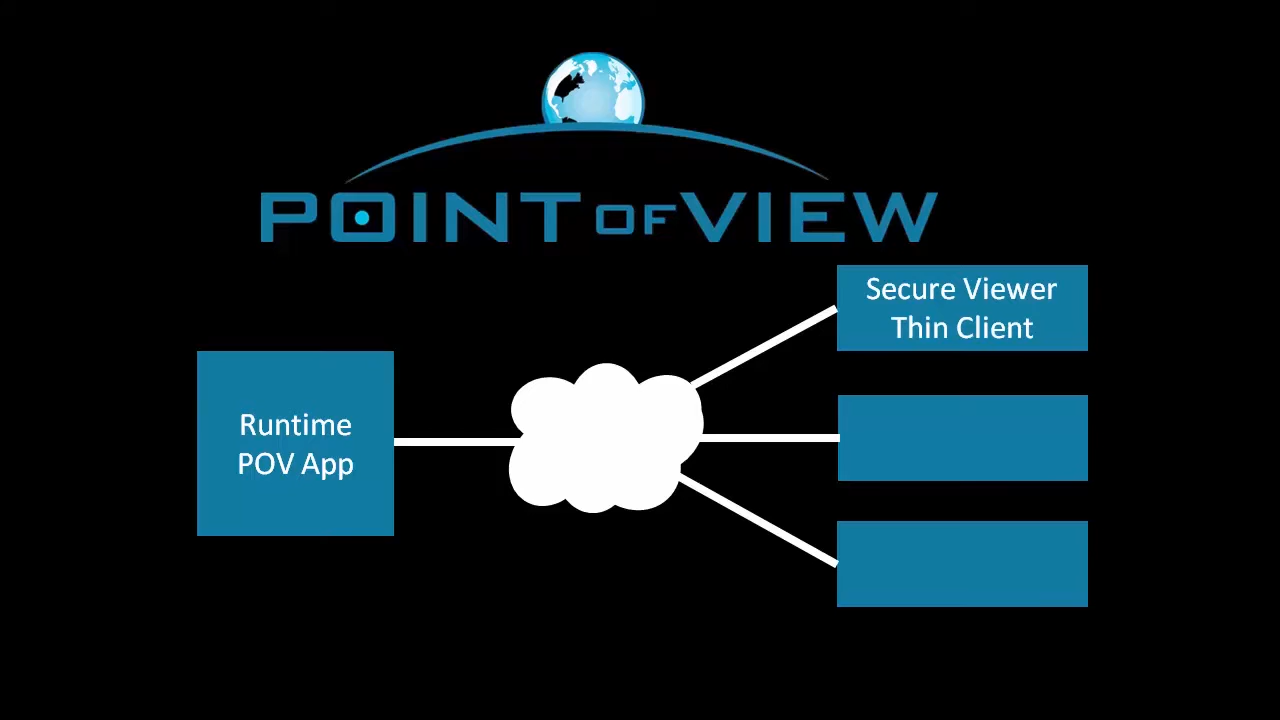 POINT OF VIEW
Secure Viewer
Thin Client
Runtime
POV App